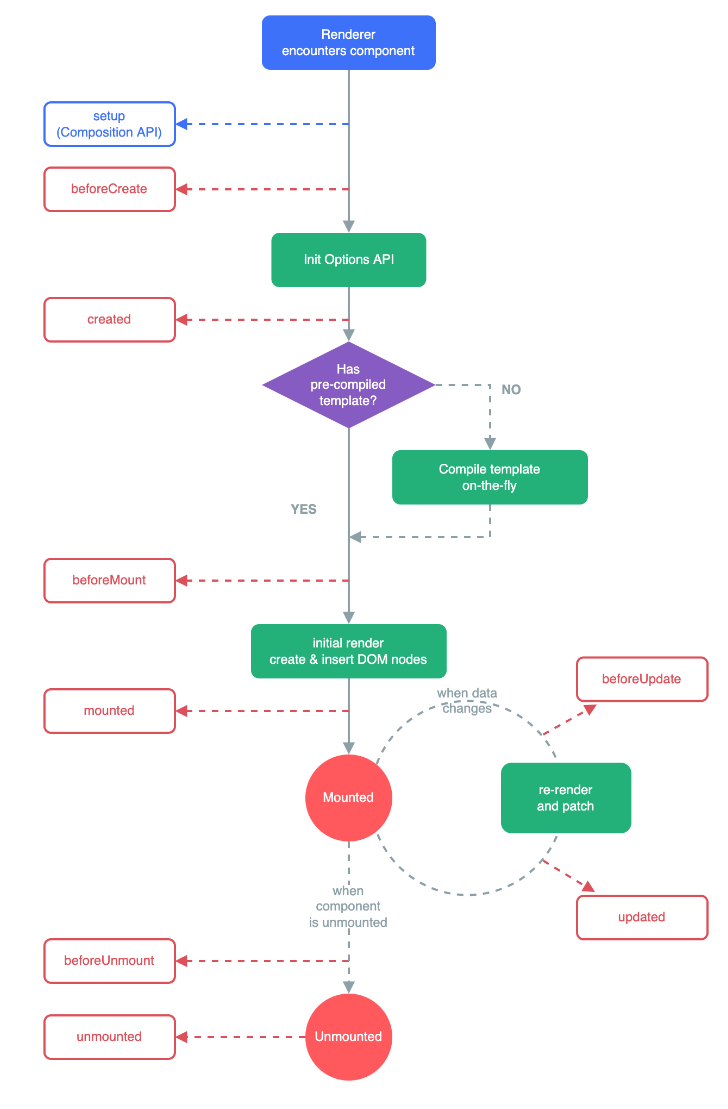 Renderer
encounters component
setup
(Composition API)
beforeCreate
Init Options API
created
Has
pre-compiled
template?
NO
Compile template
on-the-fly
YES
beforeMount
initial render
create & insert DOM nodes
beforeUpdate
mounted
when data
changes
Mounted
re-render
and patch
when
component
is unmounted
updated
beforeUnmount
unmounted
Unmounted